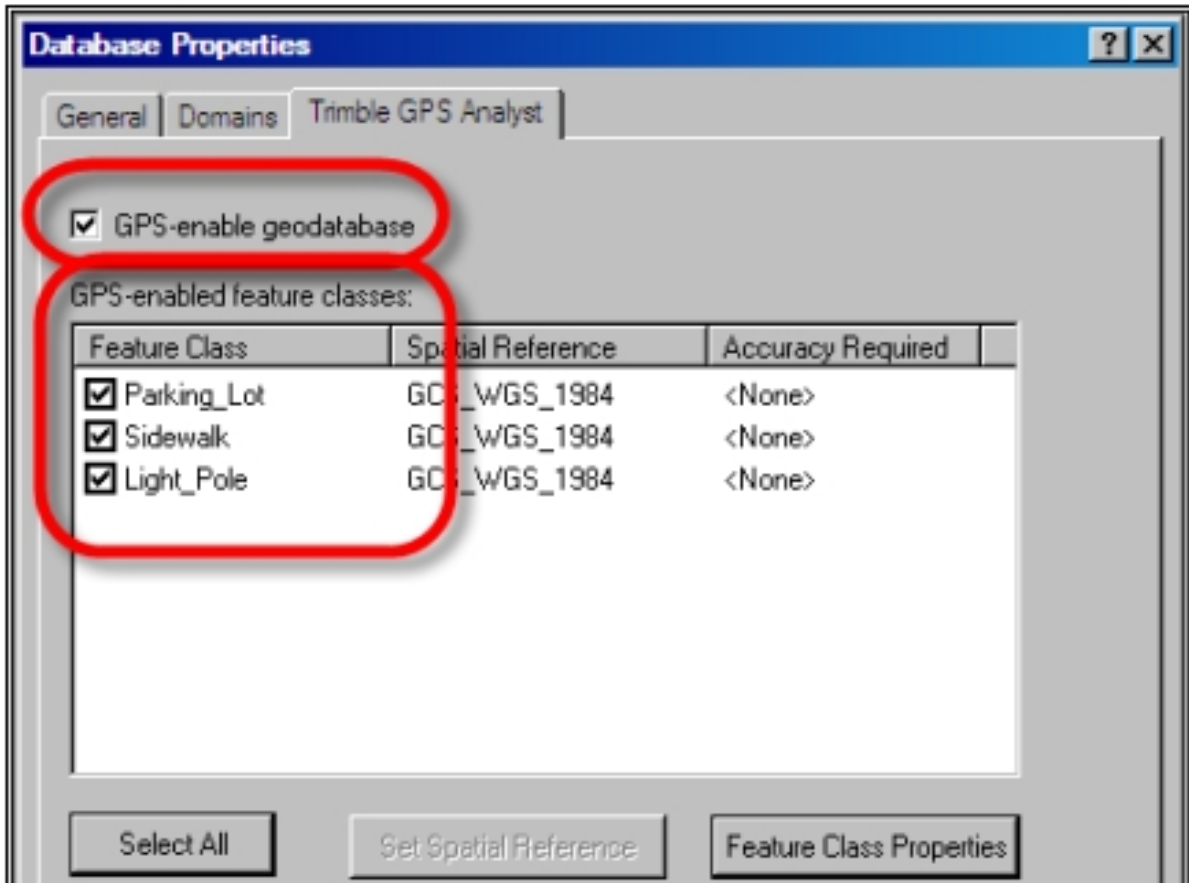 Database Properties
General Domains Trimble GPS Analyst
GPS-enable geodatabase
GPS-enabled feature classes:
Feature Class Spatial Reference Accuracy Required
Parking_Lot GCS_WGS_1984 <None>
Sidewalk GCS_WGS_1984 <None>
Light_Pole GCS_WGS_1984 <None>
Select All Set Spatial Reference Feature Class Properties